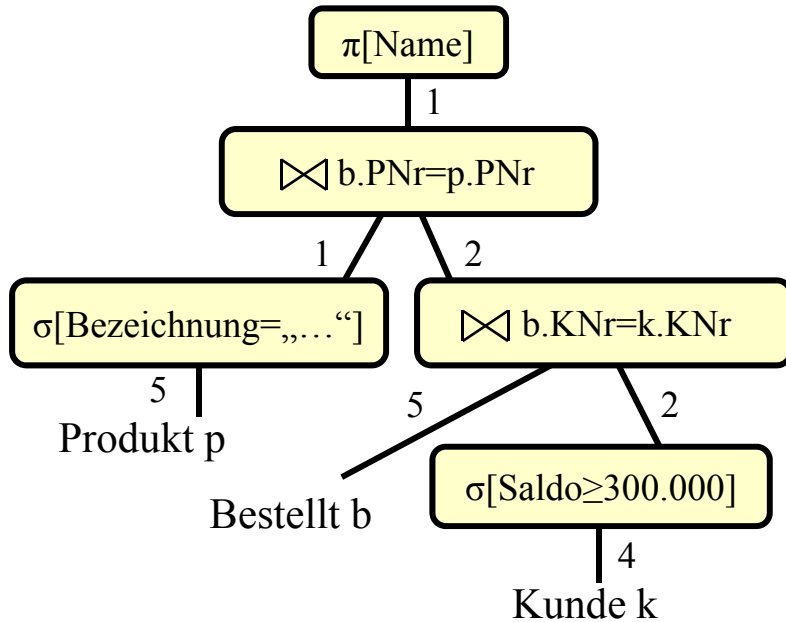 π[Name]
1
⋈ b.PNr=p.PNr
1
2
σ[Bezeichnung=„…“]
⋈ b.KNr=k.KNr
5
5
2
Produkt p
σ[Saldo≥300.000]
Bestellt b
4
Kunde k